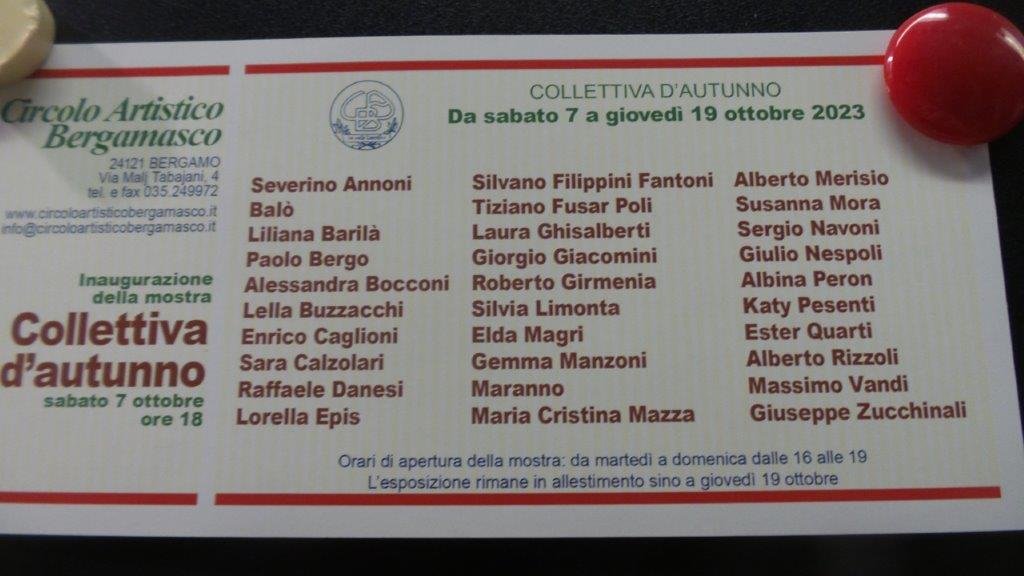 Circolo Artistico
Bergamasco
24121 BERGAMO
Via Malj Tabajani, 4
tel. e fax 035.249972
www.circoloartisticobergamasco.it
info@circoloartisticobergamasco.it
Inaugurazione
della mostra
Collettiva
d'autunno
sabato 7 ottobre
ore 18
COLLETTIVA D'AUTUNNO
Da sabato 7 a giovedì 19 ottobre 2023
Severino Annoni
Balò
Liliana Barilà
Paolo Bergo
Alessandra Bocconi
Lella Buzzacchi
Enrico Caglioni
Sara Calzolari
Raffaele Danesi
Lorella Epis
Silvano Filippini Fantoni
Tiziano Fusar Poli
Laura Ghisalberti
Giorgio Giacomini
Roberto Girmenia
Silvia Limonta
Elda Magri
Gemma Manzoni
Maranno
Maria Cristina Mazza
Alberto Merisio
Susanna Mora
Sergio Navoni
Giulio Nespoli
Albina Peron
Katy Pesenti
Ester Quarti
Alberto Rizzoli
Massimo Vandi
Giuseppe Zucchinali
Orari di apertura della mostra: da martedì a domenica dalle 16 alle 19
L'esposizione rimane in allestimento sino a giovedì 19 ottobre